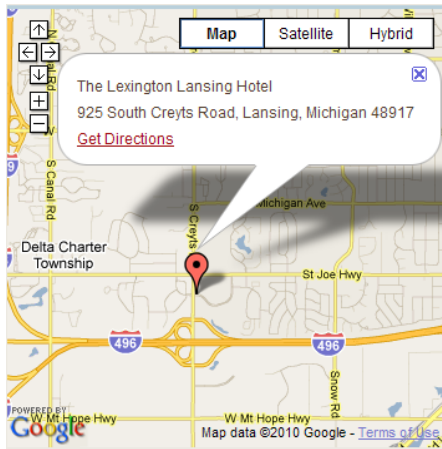 Map
Satellite
Hybrid
The Lexington Lansing Hotel
925 South Creyts Road, Lansing, Michigan 48917
Get Directions
S Canal Rd
S Creyts
Michigan Ave
Delta Charter
Township
St Joe Hwy
496
496
Snow Rd
W Mt Hope Hwy
W Mt Hope Hwy
POWERED BY
Google
Map data ©2010 Google - Terms of Use